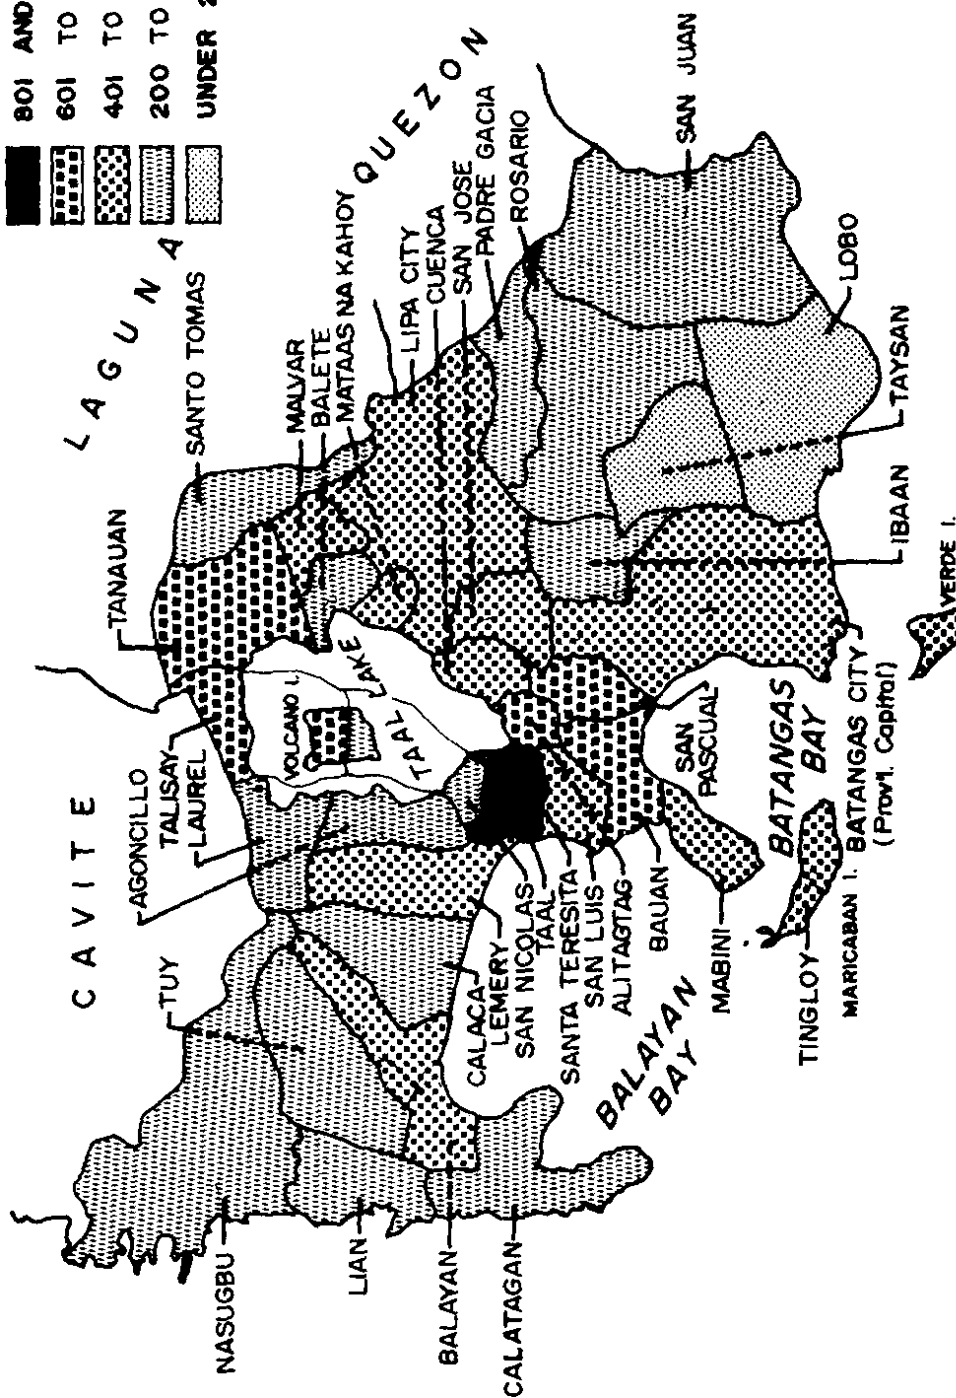 801 AND
601 TO
401 TO
200 TO
UNDER
LAGUNA
QUEZON
CAVITE
TANAUAN
SANTO TOMAS
MALVAR
BALETE
MATAAS NA KAHOY
LIPA CITY
CUENCA
SAN JOSE
PADRE GACIA
ROSARIO
SAN JUAN
LOBO
TAYSAN
IBAAN
VERDE I.
BATANGAS CITY
(Prov'l. Capital)
BATANGAS
BAY
MARICABAN I.
TINGLOY
MABINI
SAN
PASCUAL
BAUAN
ALITAGTAG
SAN LUIS
SANTA TERESITA
TAAL
SAN NICOLAS
LEMERY
CALACA
BALAYAN
BAY
AGONCILLO
TALISAY
LAUREL
VOLCANO I.
TAAL LAKE
TUY
NASUGBU
LIAN
BALAYAN
CALATAGAN